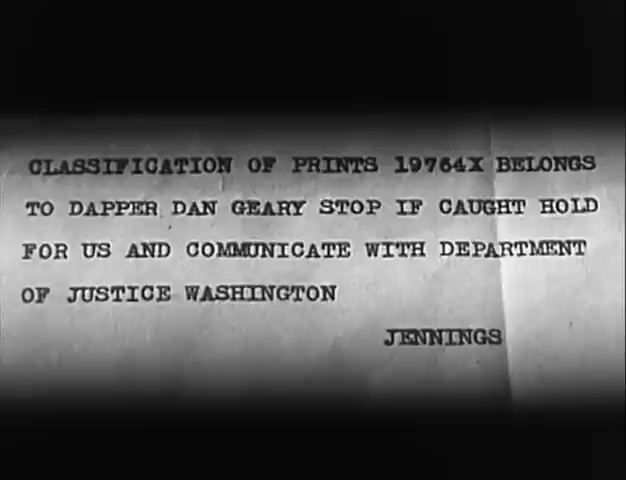 CLASSIFICATION OF PRINTS 19764X BELONGS
TO DAPPER DAN GEARY STOP IF CAUGHT HOLD
FOR US AND COMMUNICATE WITH DEPARTMENT
OF JUSTICE WASHINGTON
JENNINGS